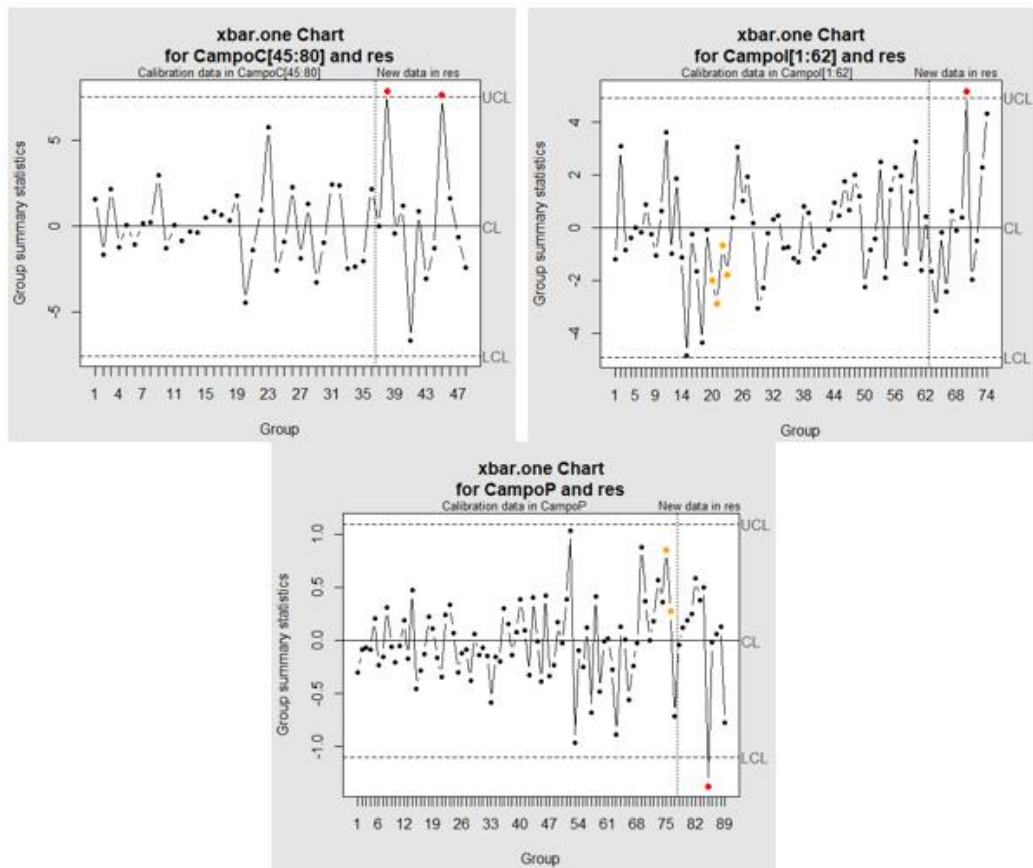 xbar.one Chart
for CampoC[45:80] and res
Calibration data in CampoC[45:80]
New data in res
Group summary statistics
5
0
-5
UCL
CL
LCL
1 4 7 11 15 19 23 27 31 35 39 43 47
Group
xbar.one Chart
for CampoI[1:62] and res
Calibration data in CampoI[1:62]
New data in res
Group summary statistics
4
2
0
-2
-4
UCL
CL
LCL
1 5 9 14 20 26 32 38 44 50 56 62 68 74
Group
xbar.one Chart
for CampoP and res
Calibration data in CampoP
New data in res
Group summary statistics
1.0
0.5
0.0
-0.5
-1.0
UCL
CL
LCL
1 6 12 19 26 33 40 47 54 61 68 75 82 89
Group